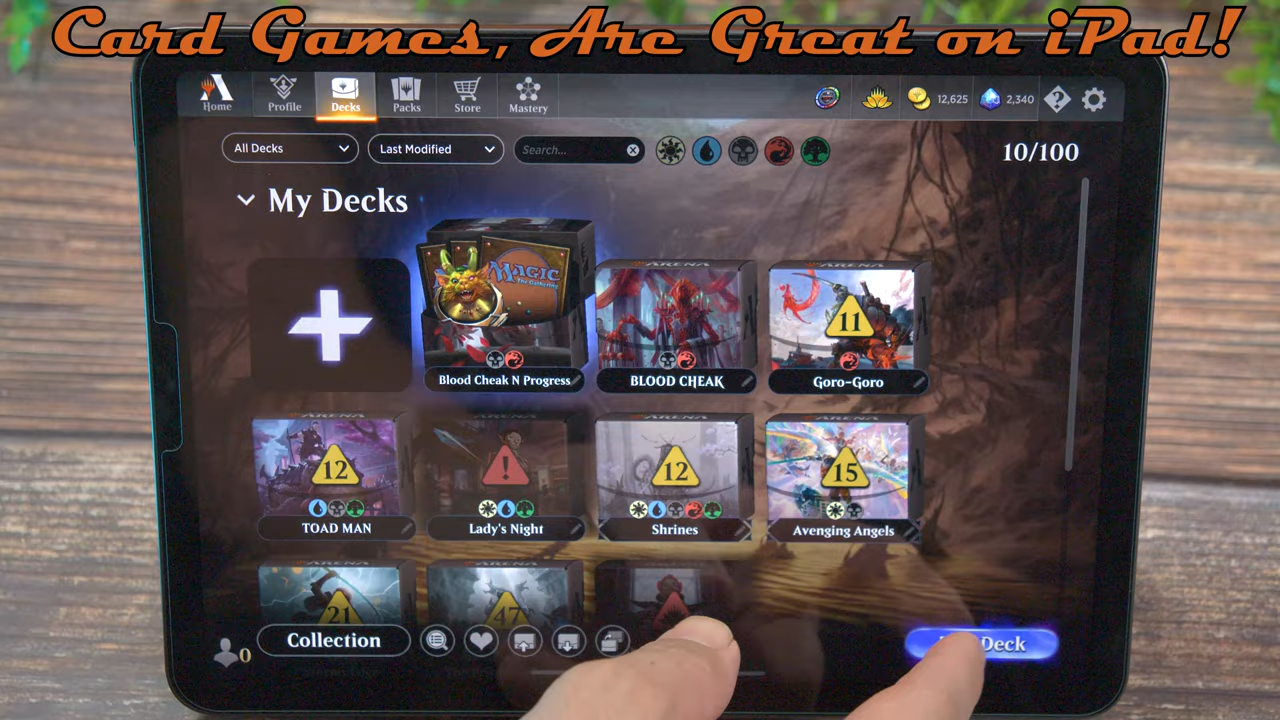 Card Games, Are Great on iPad!
Home
Profile
Decks
Packs
Store
Mastery
12,625
2,340
?
All Decks
Last Modified
Search...
10/100
My Decks
MAGIC
The Gathering
Blood Cheak N Progress
BLOOD CHEAK
ARENA
11
Goro-Goro
ARENA
12
TOAD MAN
ARENA
!
Lady's Night
ARENA
12
Shrines
ARENA
15
Avenging Angels
ARENA
21
ARENA
47
0
Collection
Deck